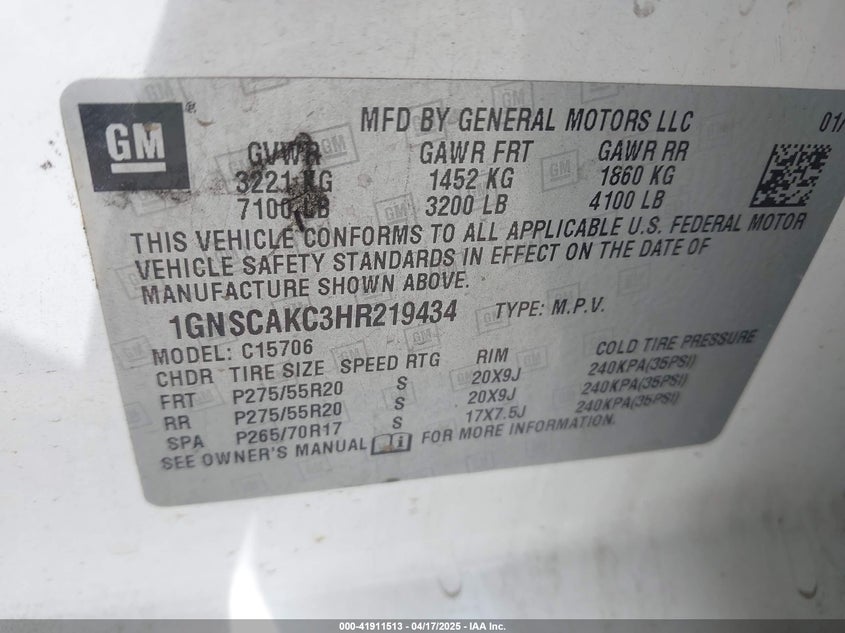 GM ®
MFD BY GENERAL MOTORS LLC 01/
GVWR GAWR FRT GAWR RR
3221 KG 1452 KG 1860 KG
7100 LB 3200 LB 4100 LB
THIS VEHICLE CONFORMS TO ALL APPLICABLE U.S. FEDERAL MOTOR
VEHICLE SAFETY STANDARDS IN EFFECT ON THE DATE OF
MANUFACTURE SHOWN ABOVE.
1GNSCAKC3HR219434 TYPE: M.P.V.
MODEL: C15706
CHDR TIRE SIZE SPEED RTG RIM COLD TIRE PRESSURE
FRT P275/55R20 S 20X9J 240KPA(35PSI)
RR P275/55R20 S 20X9J 240KPA(35PSI)
SPA P265/70R17 S 17X7.5J 240KPA(35PSI)
SEE OWNER'S MANUAL FOR MORE INFORMATION.
000-41911513 - 04/17/2025 - IAA Inc.